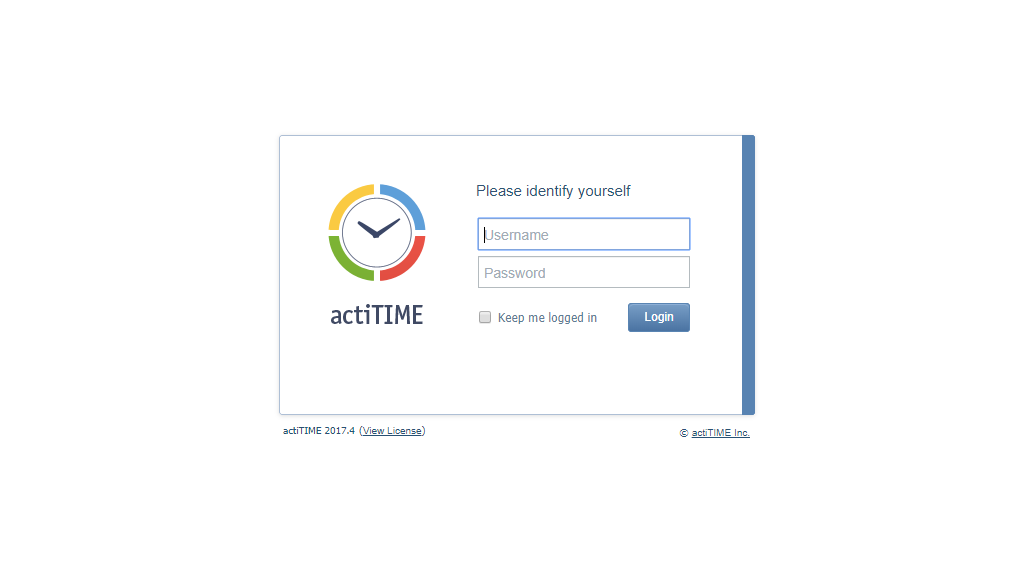 Please identify yourself
Username
Password
Keep me logged in
Login
actiTIME
actiTIME 2017.4 (View License)
© actiTIME Inc.